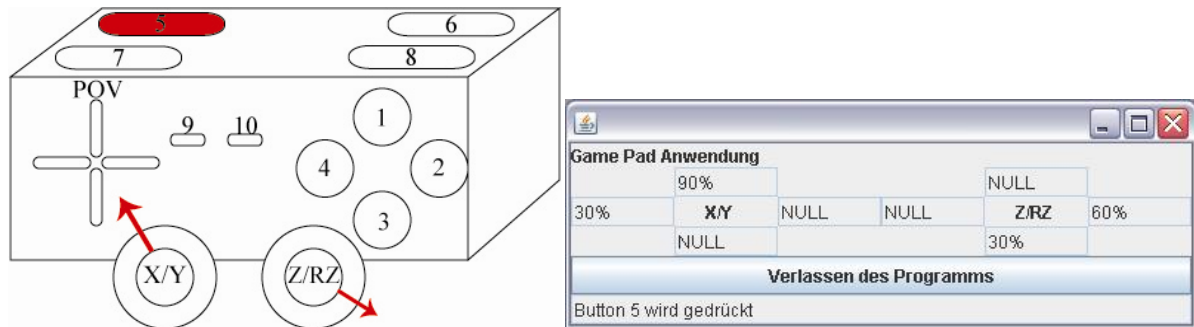 5
6
7
8
POV
9 10
1
4
2
3
X/Y
Z/RZ
Game Pad Anwendung
90% NULL
30% X/Y NULL NULL Z/RZ 60%
NULL 30%
Verlassen des Programms
Button 5 wird gedrückt